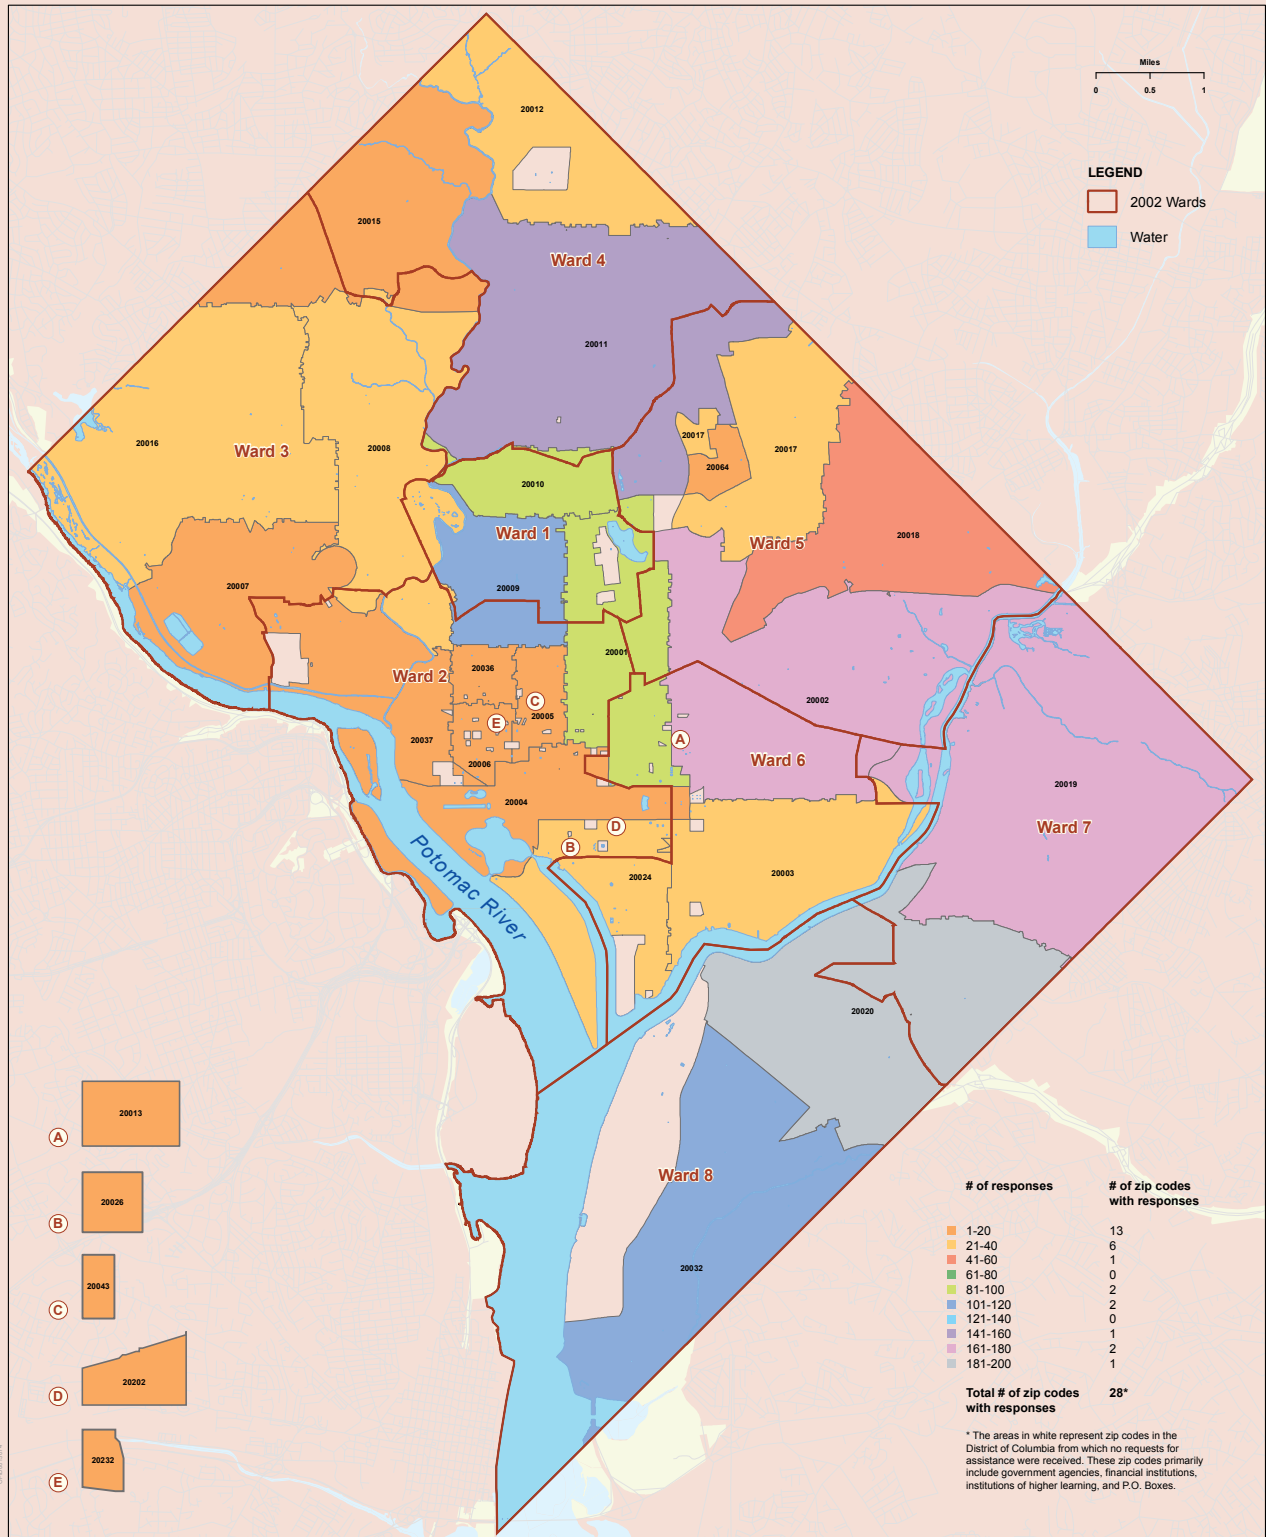 Miles
0 0.5 1
LEGEND
2002 Wards
Water
20012
20015
Ward 4
20011
20016
Ward 3
20008
20017
20017
20064
20010
Ward 1
Ward 5
20018
20007
20009
20001
Ward 2
20036
C
20005
E
20037
20006
20002
A
Ward 6
20019
Ward 7
20004
D
B
20024
20003
Potomac River
20020
Ward 8
20032
A
20013
B
20026
C
20043
D
20202
E
20232
# of responses # of zip codes
with responses
1-20 13
21-40 6
41-60 1
61-80 0
81-100 2
101-120 2
121-140 0
141-160 1
161-180 2
181-200 1
Total # of zip codes 28*
with responses
* The areas in white represent zip codes in the
District of Columbia from which no requests for
assistance were received. These zip codes primarily
include government agencies, financial institutions,
institutions of higher learning, and P.O. Boxes.